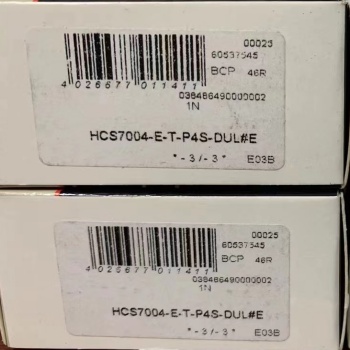 00025
60537545
BCP 46R
4 026677 011411
038486490000002
1N
HCS7004-E-T-P4S-DUL#E
*-3/-3* E03B
00025
60537545
BCP 46R
4 026677 011411
038486490000002
1N
HCS7004-E-T-P4S-DUL#E
*-3/-3* E03B